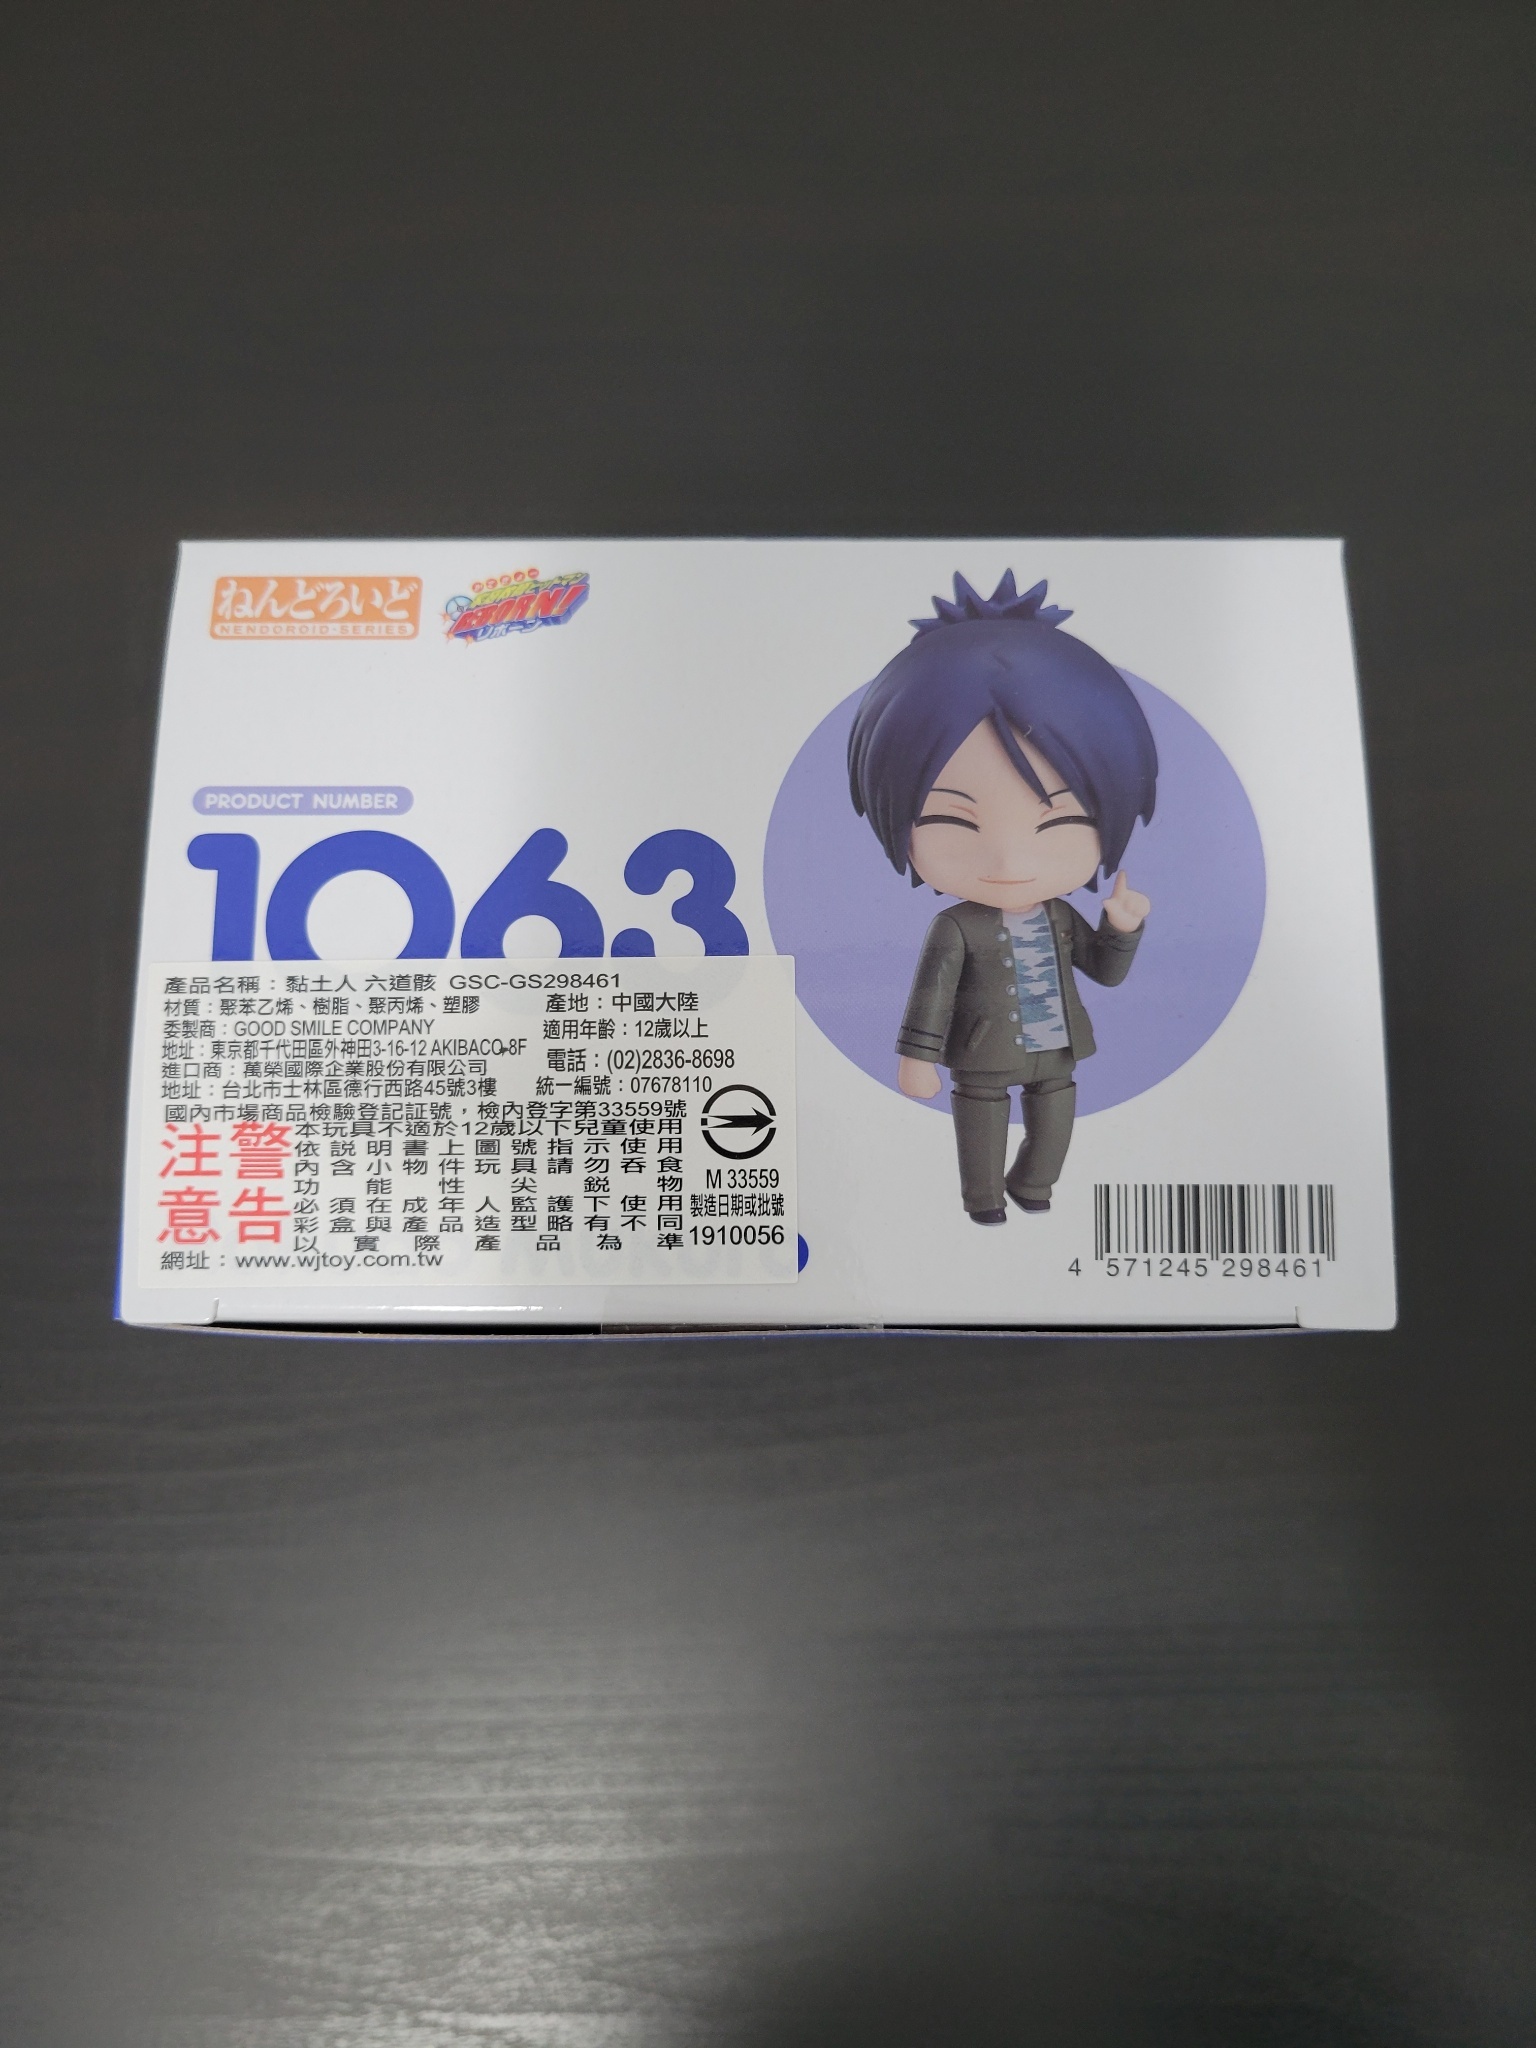 ねんどろいど
NENDOROID・SERIES
REBORN!
リボーン
PRODUCT NUMBER
1063
產品名稱：黏土人 六道骸 GSC-GS298461
材質：聚苯乙烯、樹脂、聚丙烯、塑膠 產地：中國大陸
委製商：GOOD SMILE COMPANY 適用年齡：12歲以上
地址：東京都千代田區外神田3-16-12 AKIBACO-8F
進口商：萬榮國際企業股份有限公司 電話：(02)2836-8698
地址：台北市士林區德行西路45號3樓 統一編號：07678110
國內市場商品檢驗登記証號，檢內登字第33559號
注意
警告
本玩具不適於12歲以下兒童使用
依說明書上圖號指示使用
內含小物件玩具請勿吞食
功能性尖銳物
必須在成年人監護下使用
彩盒與產品造型略有不同
以實際產品為準
M 33559
製造日期或批號
1910056
網址：www.wjtoy.com.tw
4 571245 298461